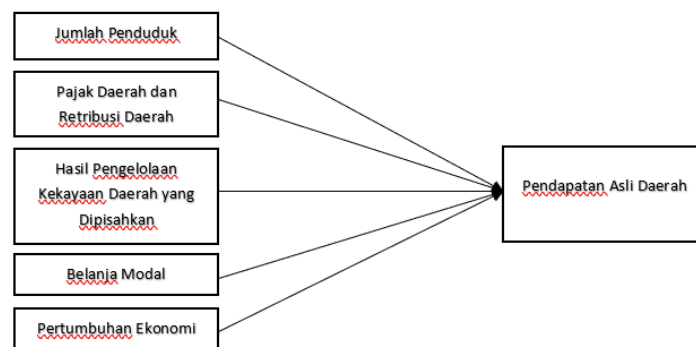 Jumlah Penduduk
Pajak Daerah dan
Retribusi Daerah
Hasil Pengelolaan
Kekayaan Daerah yang
Dipisahkan
Belanja Modal
Pertumbuhan Ekonomi
Pendapatan Asli Daerah